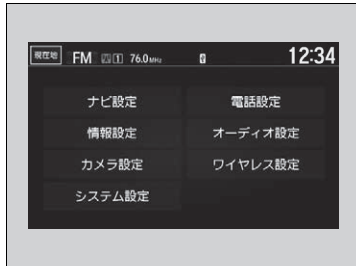 現在地 FM 1 76.0MHz 12:34
ナビ設定 電話設定
情報設定 オーディオ設定
カメラ設定 ワイヤレス設定
システム設定